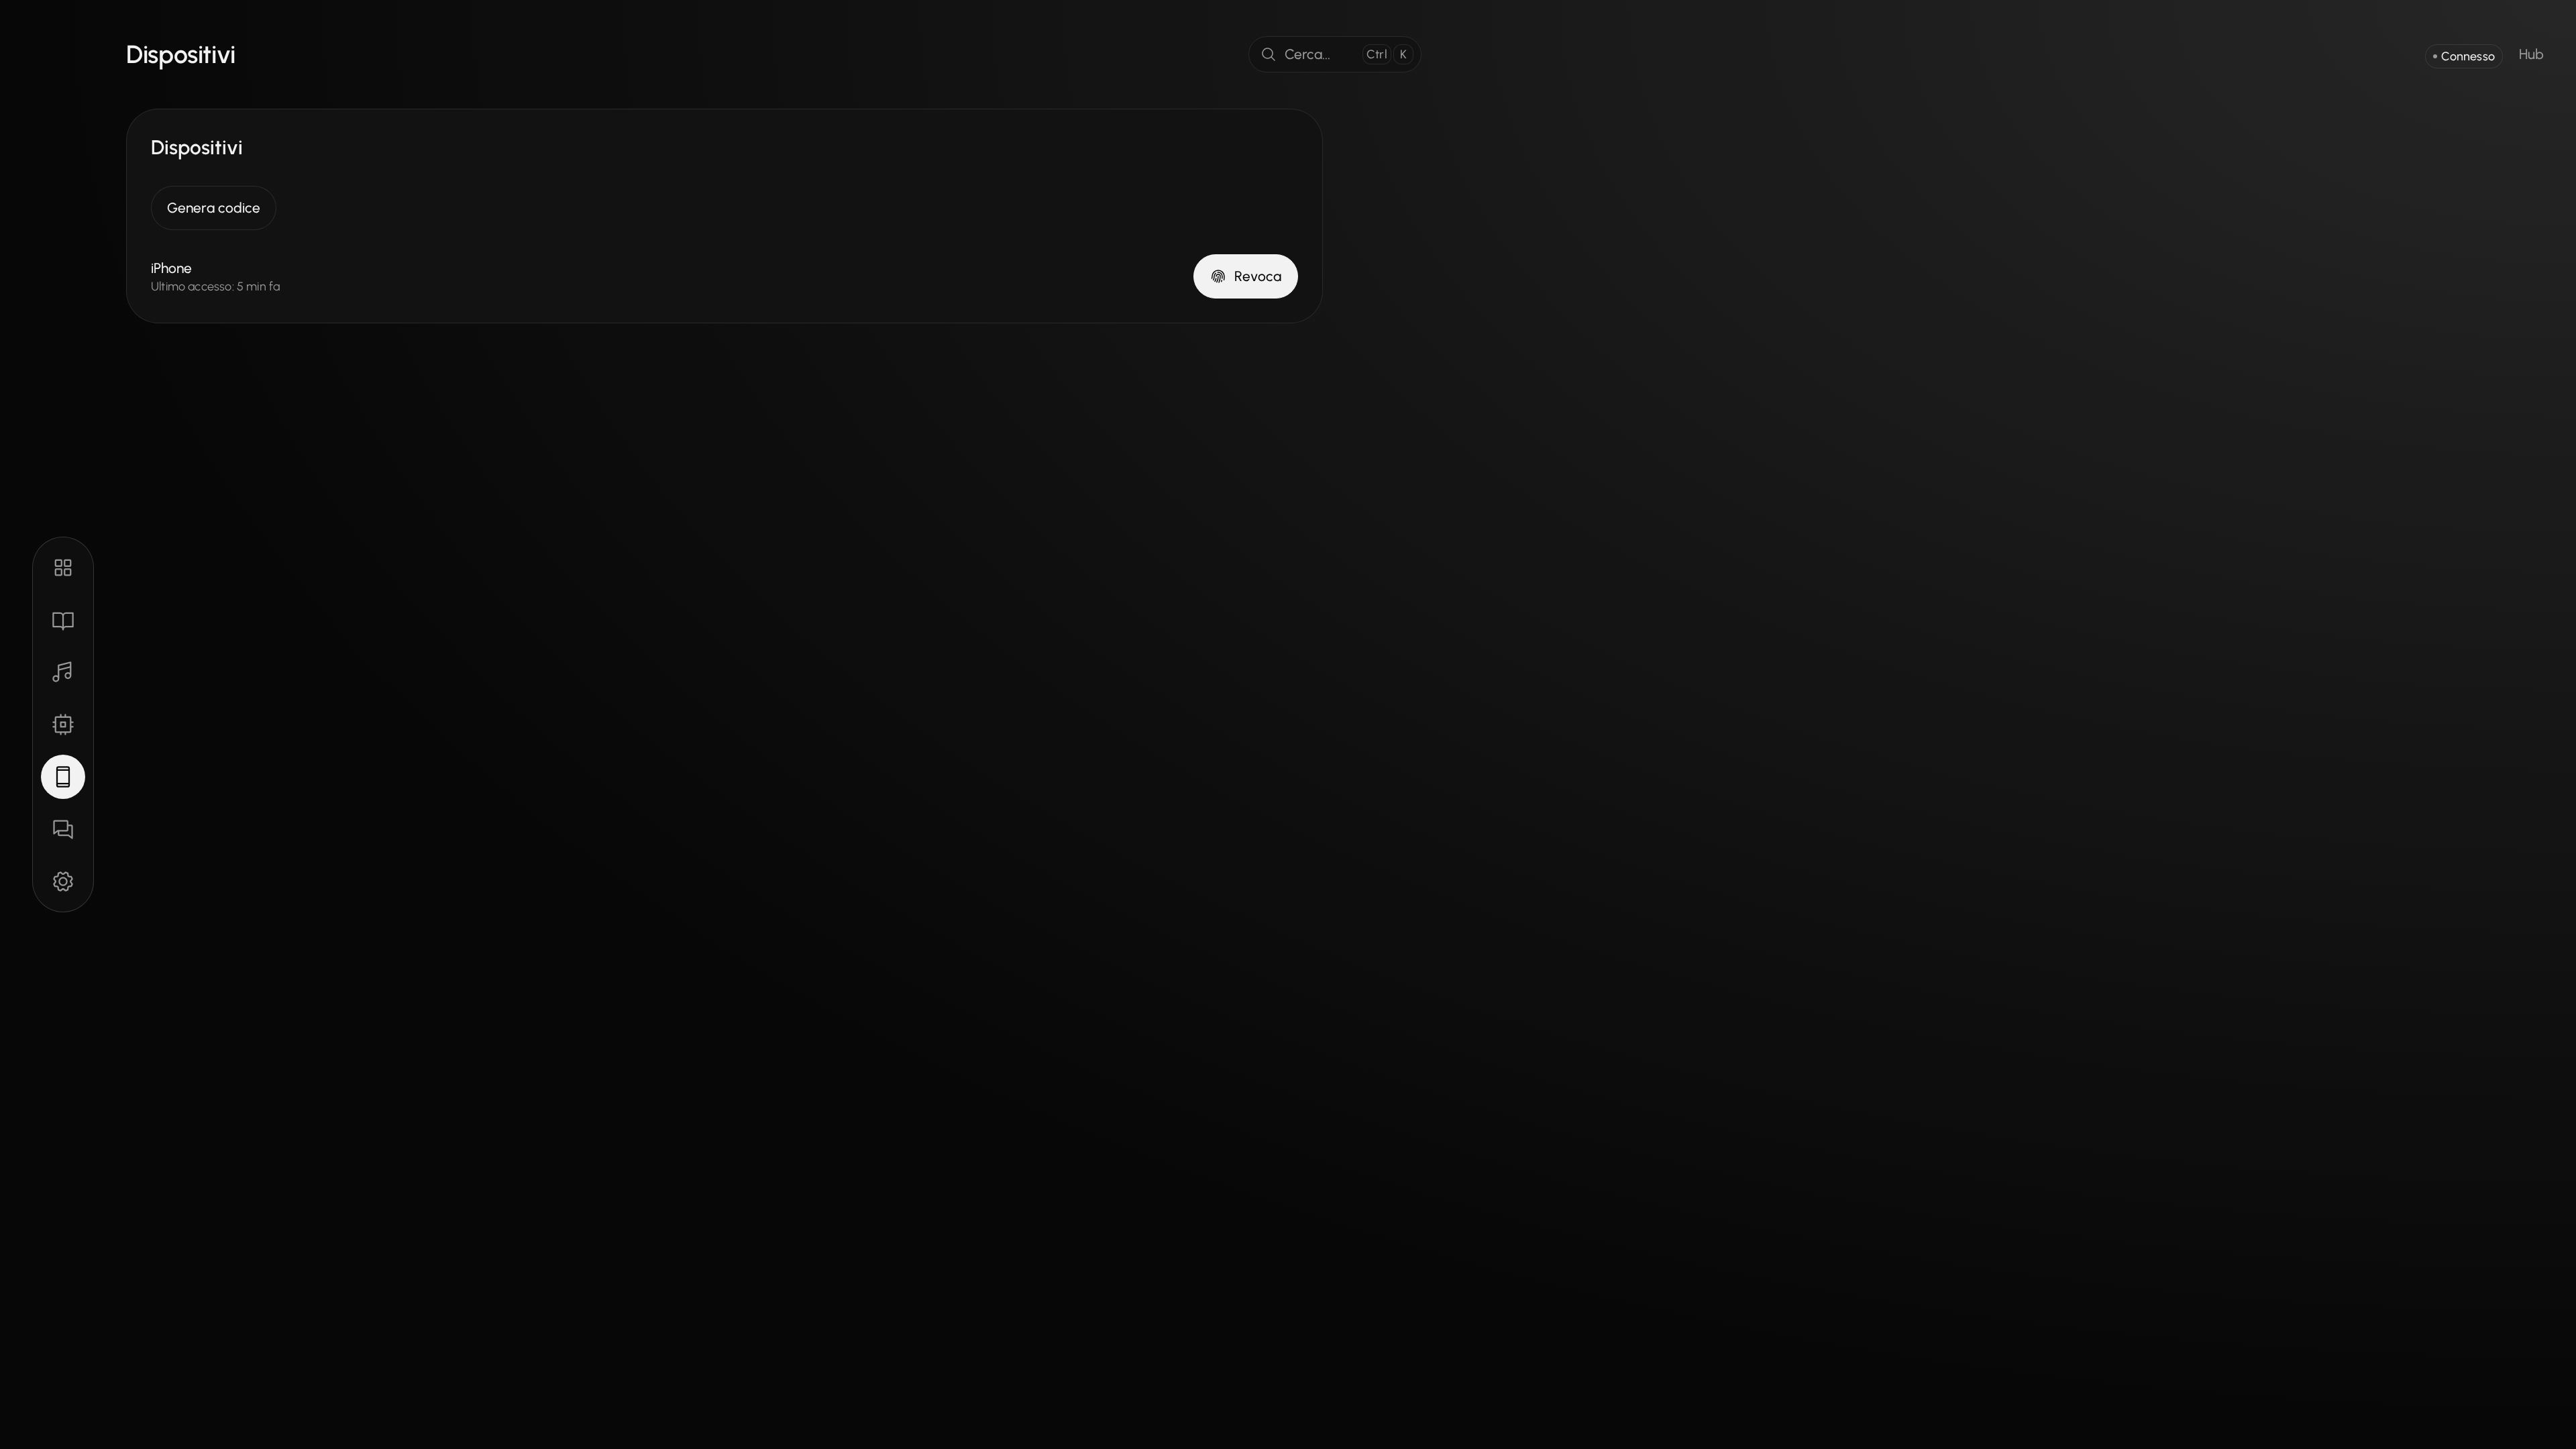 Dispositivi
Cerca...
Ctrl K
Connesso
Hub
Dispositivi
Genera codice
iPhone
Ultimo accesso: 5 min fa
Revoca